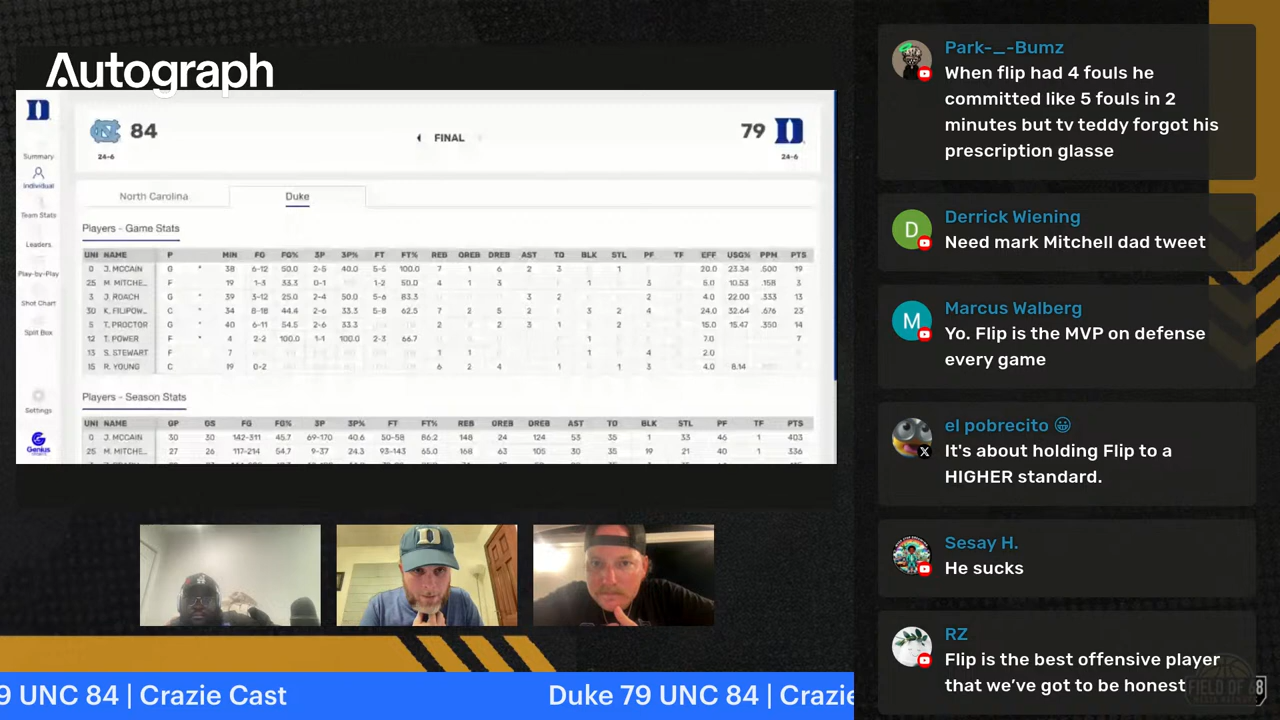 Autograph
84
24-6
FINAL
79
24-6
Summary
Individual
Team Stats
Leaders
Play-by-Play
Shot Chart
Split Box
Settings
Genius
North Carolina
Duke
Players - Game Stats
UNI NAME P MIN FG FG% 3P 3P% FT FT% REB OREB DREB AST TO BLK STL PF TF EFF USG% PPM PTS
0 J. MCCAIN G * 38 6-12 50.0 2-5 40.0 5-5 100.0 7 1 6 2 3 1 20.0 23.34 .500 19
25 M. MITCHE... F 19 1-3 33.3 0-1 1-2 50.0 4 1 3 1 3 5.0 10.53 .158 3
3 J. ROACH G * 39 3-12 25.0 2-4 50.0 5-6 83.3 3 2 2 4.0 22.00 .333 13
30 K. FILIPOW... C * 34 8-18 44.4 2-6 33.3 5-8 62.5 7 2 5 2 3 2 4 24.0 32.64 .676 23
5 T. PROCTOR G * 40 6-11 54.5 2-6 33.3 2 2 3 1 2 15.0 15.47 .350 14
12 T. POWER F 4 2-2 100.0 1-1 100.0 2-3 66.7 1 7.0 7
13 S. STEWART F 7 1 1 1 4 2.0
15 R. YOUNG C 19 0-2 6 2 4 1 1 3 4.0 8.14
Players - Season Stats
UNI NAME GP GS FG FG% 3P 3P% FT FT% REB OREB DREB AST TO BLK STL PF TF PTS
0 J. MCCAIN 30 30 142-311 45.7 69-170 40.6 50-58 86.2 148 24 124 53 35 1 33 46 1 403
25 M. MITCHE... 27 26 117-214 54.7 9-37 24.3 93-143 65.0 168 63 105 30 35 19 21 40 1 336
Park-_-Bumz
When flip had 4 fouls he
committed like 5 fouls in 2
minutes but tv teddy forgot his
prescription glasse
Derrick Wiening
Need mark Mitchell dad tweet
Marcus Walberg
Yo. Flip is the MVP on defense
every game
el pobrecito 😀
It's about holding Flip to a
HIGHER standard.
Sesay H.
He sucks
RZ
Flip is the best offensive player
that we've got to be honest
FIELD OF 68
9 UNC 84 | Crazie Cast
Duke 79 UNC 84 | Crazie